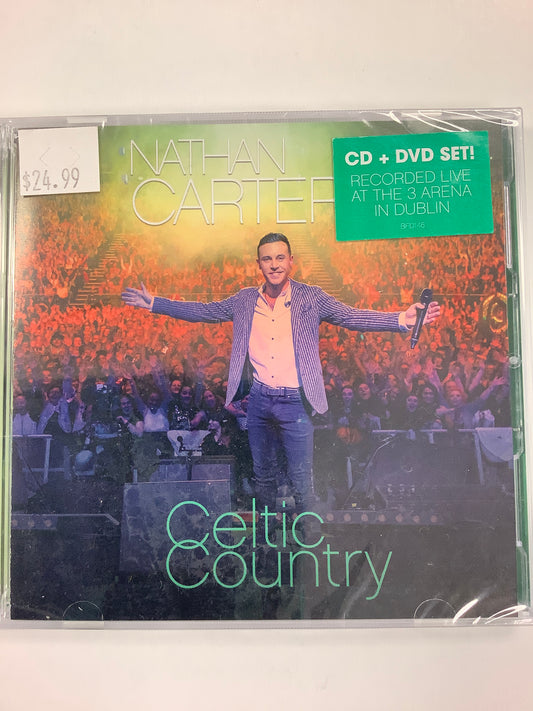 $24.99
NATHAN
CARTER
CD + DVD SET!
RECORDED LIVE
AT THE 3 ARENA
IN DUBLIN
Celtic
Country